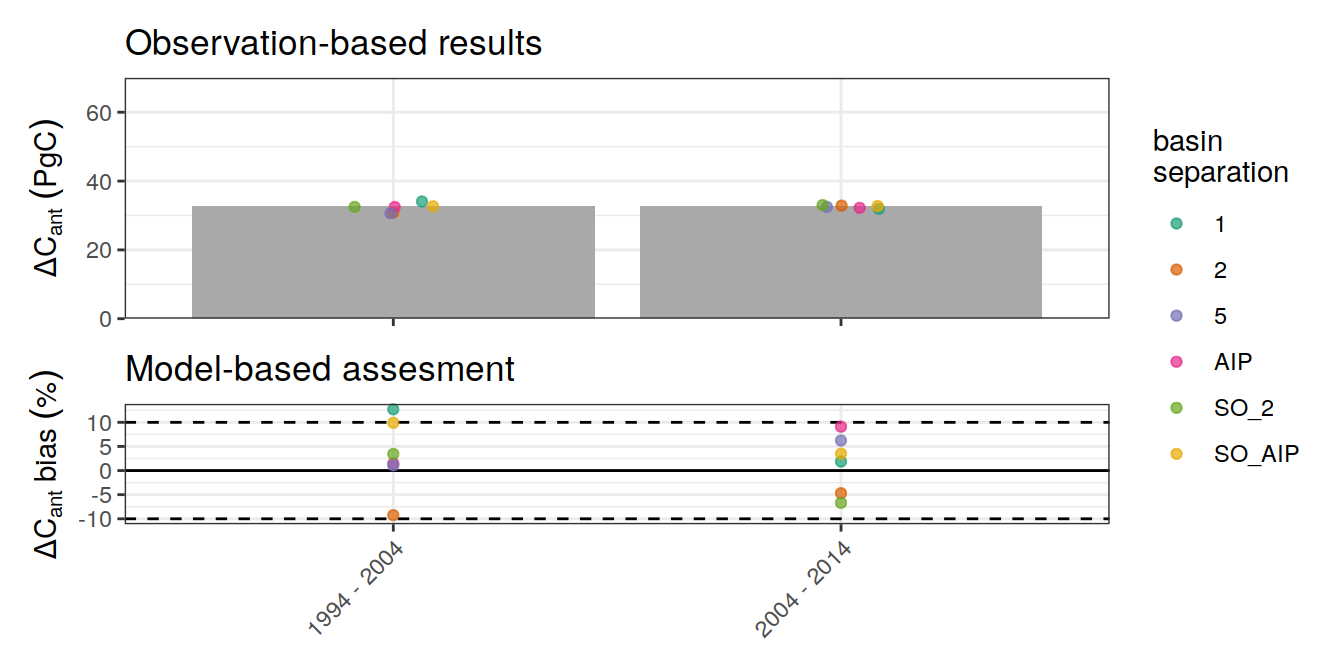 Observation-based results
ΔCant (PgC)
60
40
20
0
Model-based assesment
ΔCant bias (%)
10
5
0
-5
-10
1994 - 2004
2004 - 2014
basin
separation
1
2
5
AIP
SO_2
SO_AIP